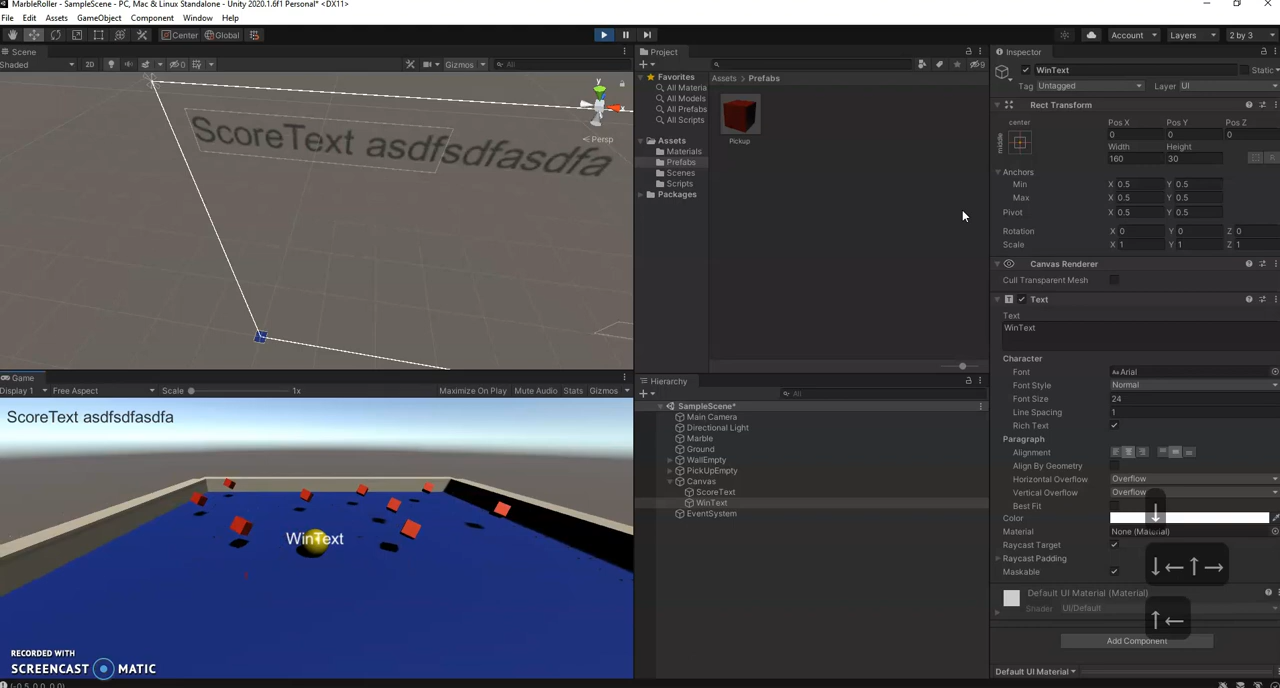 MarbleRoller - SampleScene - PC, Mac & Linux Standalone - Unity 2020.1.6f1 Personal* <DX11>
File Edit Assets GameObject Component Window Help
Center Global Account Layers 2 by 3
Scene
Shaded 2D 0 Gizmos All
y
x
Persp
ScoreText asdfsdfasdfa
Game
Display 1 Free Aspect Scale 1x Maximize On Play Mute Audio Stats Gizmos
ScoreText asdfsdfasdfa
WinText
RECORDED WITH
SCREENCAST MATIC
Project
9
Favorites
All Materia
All Models
All Prefabs
All Scripts
Assets
Materials
Prefabs
Scenes
Scripts
Packages
Assets > Prefabs
Pickup
Hierarchy
All
SampleScene*
Main Camera
Directional Light
Marble
Ground
WallEmpty
PickUpEmpty
Canvas
ScoreText
WinText
EventSystem
Inspector
WinText Static
Tag Untagged Layer UI
Rect Transform
center
middle
Pos X Pos Y Pos Z
0 0 0
Width Height
160 30
Anchors
Min X 0.5 Y 0.5
Max X 0.5 Y 0.5
Pivot X 0.5 Y 0.5
Rotation X 0 Y 0 Z 0
Scale X 1 Y 1 Z 1
Canvas Renderer
Cull Transparent Mesh
Text
Text
WinText
Character
Font Arial
Font Style Normal
Font Size 24
Line Spacing 1
Rich Text
Paragraph
Alignment
Align By Geometry
Horizontal Overflow Overflow
Vertical Overflow Overflow
Best Fit
Color
Material None (Material)
Raycast Target
Raycast Padding
Maskable
Default UI Material (Material)
Shader UI/Default
Add Component
Default UI Material